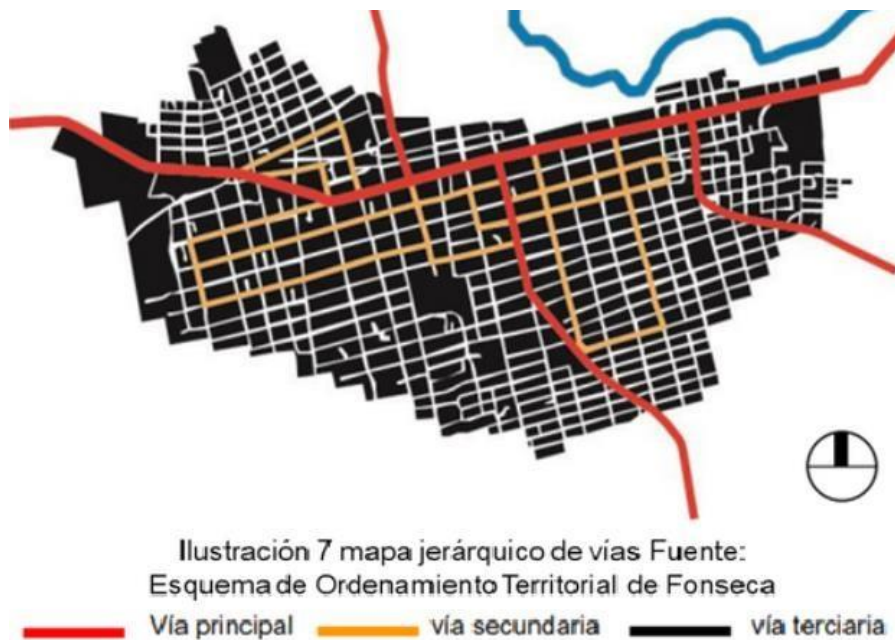 Ilustración 7 mapa jerárquico de vías Fuente:
Esquema de Ordenamiento Territorial de Fonseca
Vía principal vía secundaria vía terciaria